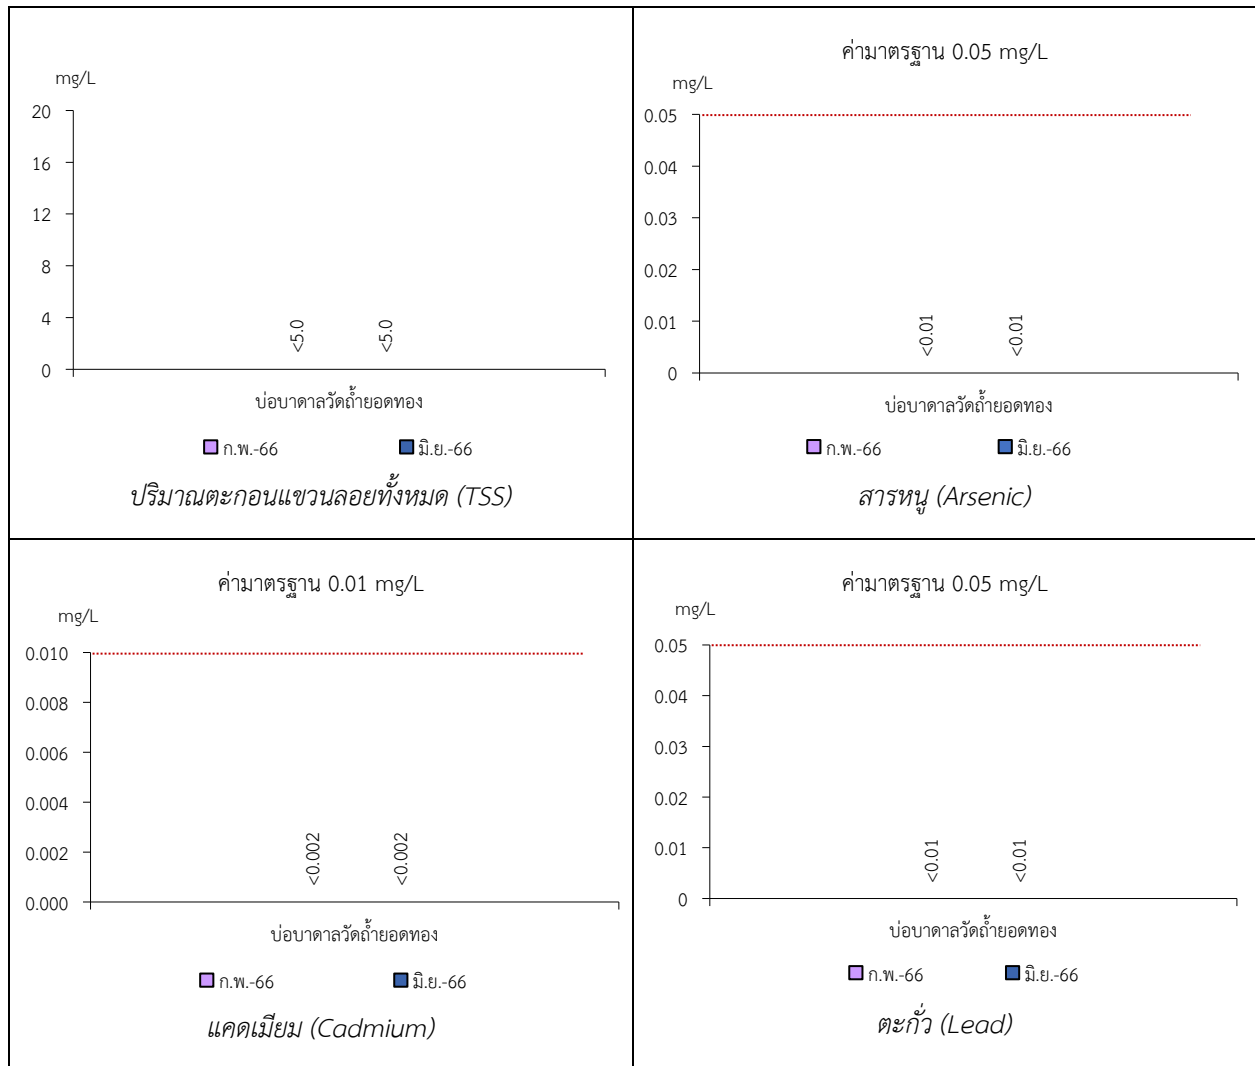 mg/L
20
16
12
8
4
0
<5.0
<5.0
บ่อบาดาลวัดถ้ำยอดทอง
ก.พ.-66 มิ.ย.-66
ปริมาณตะกอนแขวนลอยทั้งหมด (TSS)
ค่ามาตรฐาน 0.05 mg/L
mg/L
0.05
0.04
0.03
0.02
0.01
0
<0.01
<0.01
บ่อบาดาลวัดถ้ำยอดทอง
ก.พ.-66 มิ.ย.-66
สารหนู (Arsenic)
ค่ามาตรฐาน 0.01 mg/L
mg/L
0.010
0.008
0.006
0.004
0.002
0.000
<0.002
<0.002
บ่อบาดาลวัดถ้ำยอดทอง
ก.พ.-66 มิ.ย.-66
แคดเมียม (Cadmium)
ค่ามาตรฐาน 0.05 mg/L
mg/L
0.05
0.04
0.03
0.02
0.01
0
<0.01
<0.01
บ่อบาดาลวัดถ้ำยอดทอง
ก.พ.-66 มิ.ย.-66
ตะกั่ว (Lead)